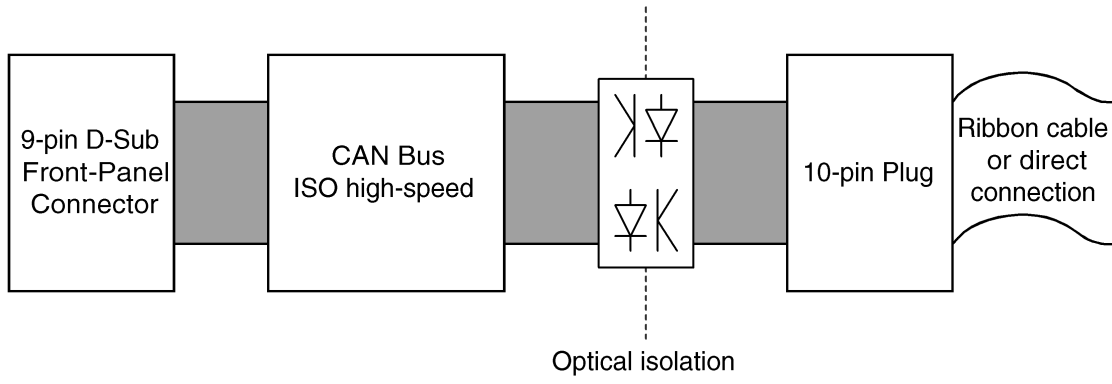 9-pin D-Sub
Front-Panel
Connector
CAN Bus
ISO high-speed
10-pin Plug
Ribbon cable
or direct
connection
Optical isolation